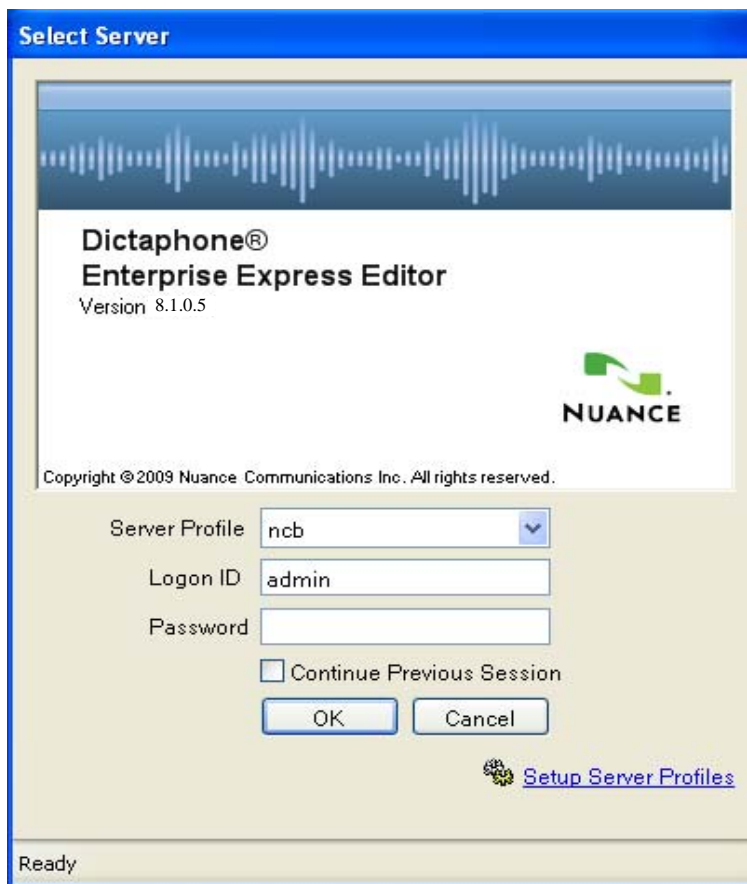 Select Server
Dictaphone®
Enterprise Express Editor
Version 8.1.0.5
NUANCE
Copyright © 2009 Nuance Communications Inc. All rights reserved.
Server Profile ncb
Logon ID admin
Password
Continue Previous Session
OK Cancel
Setup Server Profiles
Ready